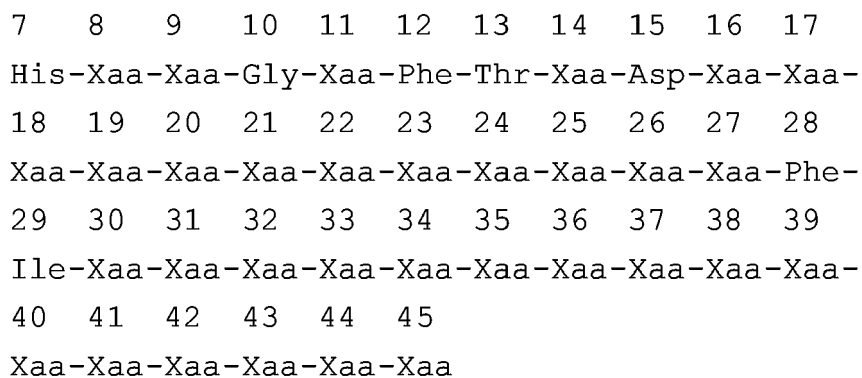 7 8 9 10 11 12 13 14 15 16 17
His-Xaa-Xaa-Gly-Xaa-Phe-Thr-Xaa-Asp-Xaa-Xaa-
18 19 20 21 22 23 24 25 26 27 28
Xaa-Xaa-Xaa-Xaa-Xaa-Xaa-Xaa-Xaa-Xaa-Xaa-Phe-
29 30 31 32 33 34 35 36 37 38 39
Ile-Xaa-Xaa-Xaa-Xaa-Xaa-Xaa-Xaa-Xaa-Xaa-Xaa-
40 41 42 43 44 45
Xaa-Xaa-Xaa-Xaa-Xaa-Xaa